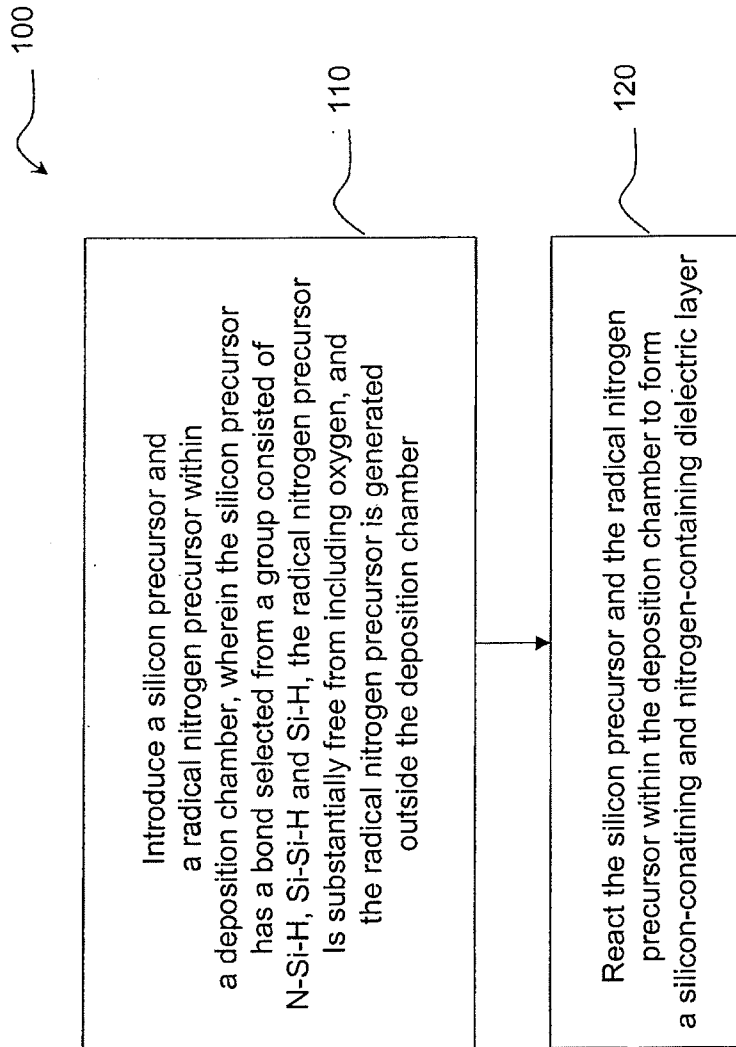 100
Introduce a silicon precursor and
a radical nitrogen precursor within
a deposition chamber, wherein the silicon precursor
has a bond selected from a group consisted of
N-Si-H, Si-Si-H and Si-H, the radical nitrogen precursor
Is substantially free from including oxygen, and
the radical nitrogen precursor is generated
outside the deposition chamber
110
React the silicon precursor and the radical nitrogen
precursor within the deposition chamber to form
a silicon-conatining and nitrogen-containing dielectric layer
120